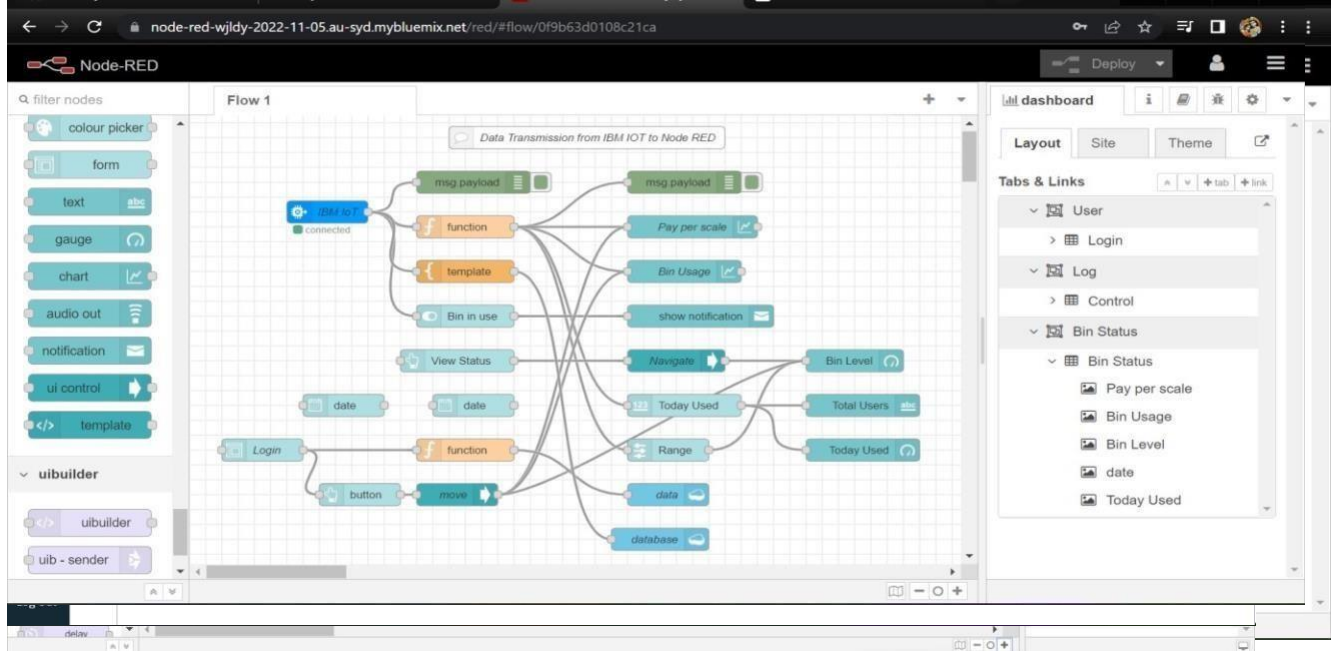 node-red-wjldy-2022-11-05.au-syd.mybluemix.net/red/#flow/0f9b63d0108c21ca
Node-RED
Deploy
filter nodes
colour picker
form
text
abc
gauge
chart
audio out
notification
ui control
</> template
uibuilder
</> uibuilder
uib - sender
Flow 1
Data Transmission from IBM IOT to Node RED
msg.payload
msg.payload
IBM IoT
connected
f function
Pay per scale
{ template
Bin Usage
Bin in use
show notification
View Status
Navigate
Bin Level
date
date
123 Today Used
Total Users abc
Login
f function
Range
Today Used
button
move
data
database
dashboard
i
Layout
Site
Theme
Tabs & Links
+ tab
+ link
User
Login
Log
Control
Bin Status
Bin Status
Pay per scale
Bin Usage
Bin Level
date
Today Used
delay